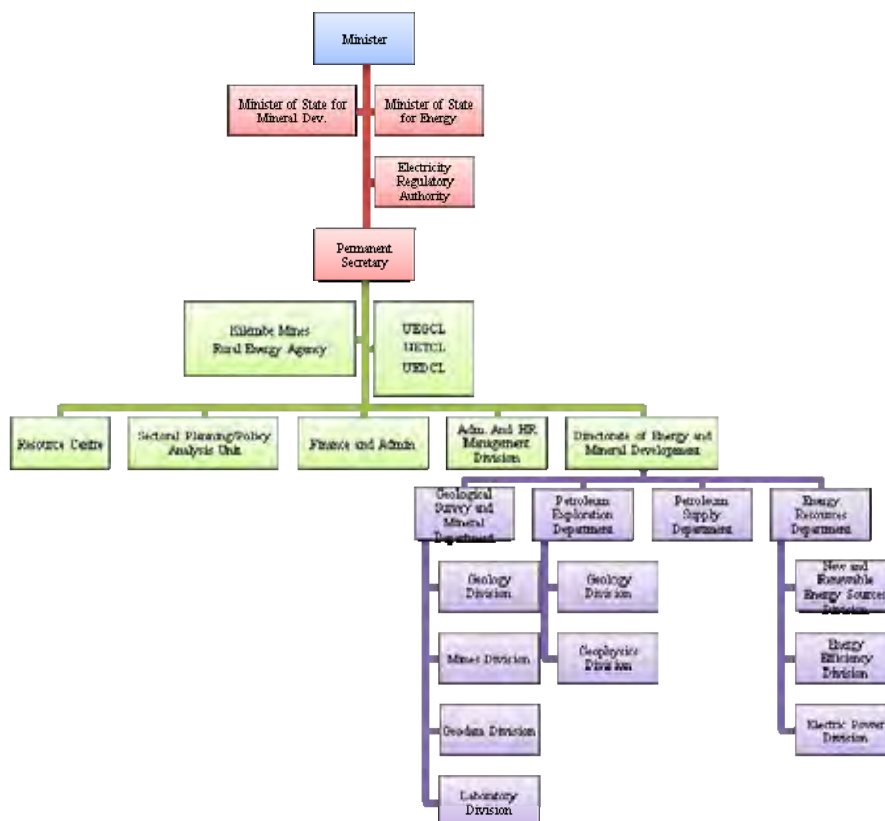 Minister
Minister of State for
Mineral Dev.
Minister of State
for Energy
Electricity
Regulatory
Authority
Permanent
Secretary
Kilembe Mines
Rural Energy Agency
UEGCL
UETCL
UEDCL
Resource Centre
Sectoral Planning/Policy
Analysis Unit
Finance and Admin
Adm. And HR
Management
Division
Directorate of Energy and
Mineral Development
Geological
Survey and
Mineral
Department
Petroleum
Exploration
Department
Petroleum
Supply
Department
Energy
Resources
Department
Geology
Division
Mines Division
Geodata Division
Laboratory
Division
Geology
Division
Geophysics
Division
New and
Renewable
Energy Sources
Division
Energy
Efficiency
Division
Electric Power
Division